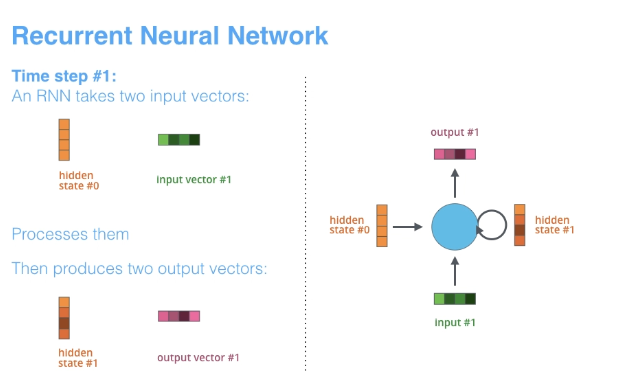 Recurrent Neural Network
Time step #1:
An RNN takes two input vectors:
hidden
state #0
input vector #1
Processes them
Then produces two output vectors:
hidden
state #1
output vector #1
output #1
hidden
state #0
hidden
state #1
input #1